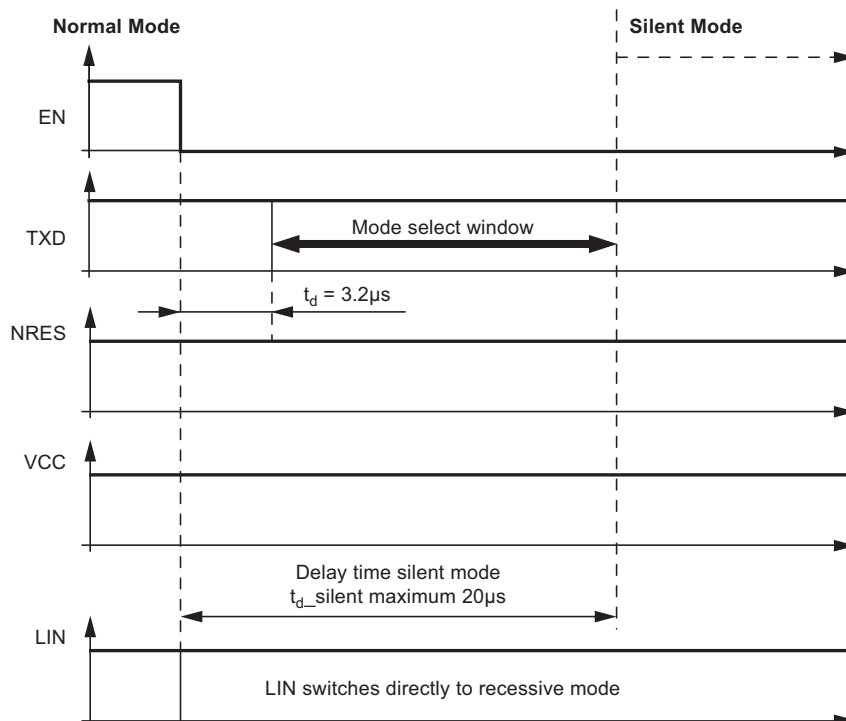 Normal Mode
Silent Mode
EN
TXD
Mode select window
t_d = 3.2µs
NRES
VCC
Delay time silent mode
t_d_silent maximum 20µs
LIN
LIN switches directly to recessive mode